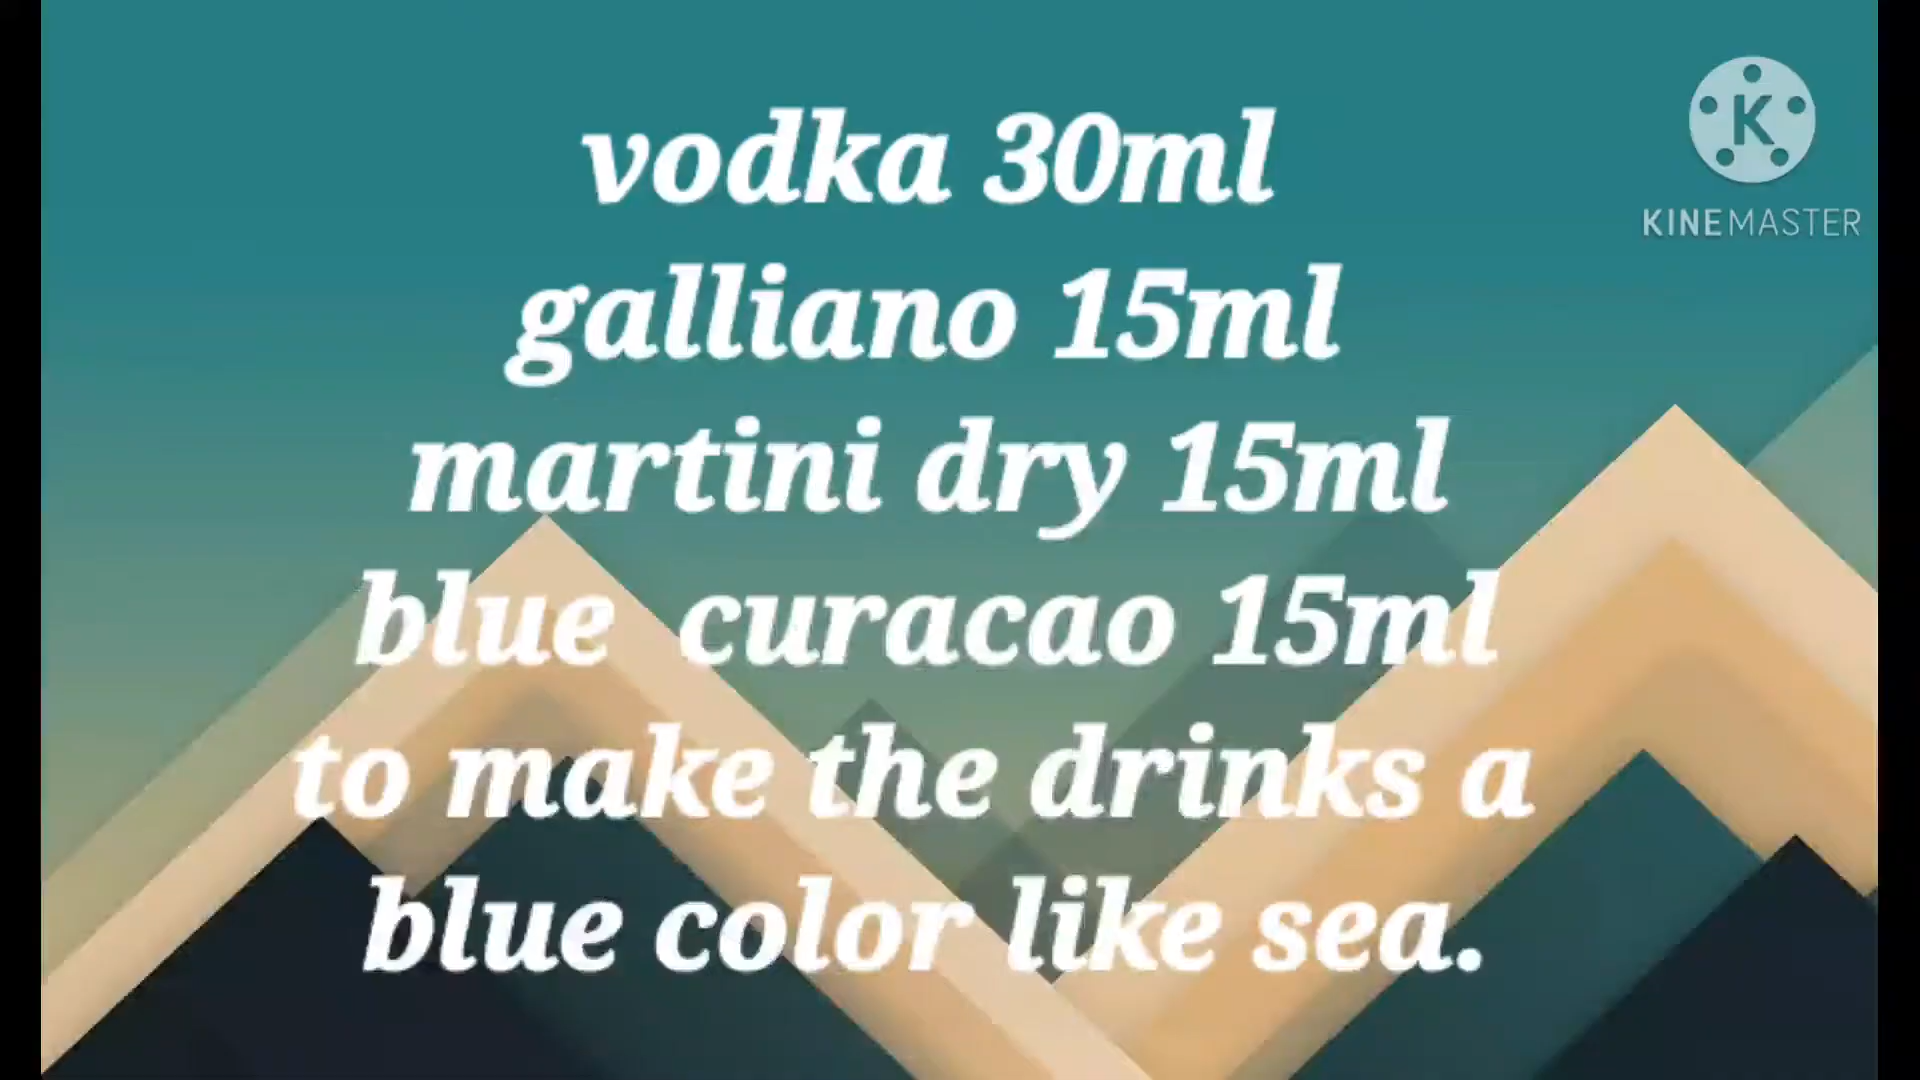 vodka 30ml
galliano 15ml
martini dry 15ml
blue  curacao 15ml
to make the drinks a
blue color like sea.
K
KINEMASTER